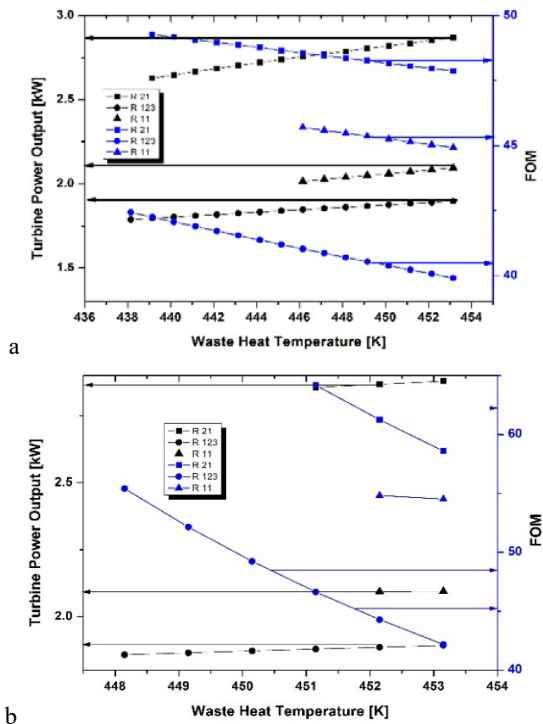 3.0
2.5
2.0
1.5
Turbine Power Output [kW]
R 21
R 123
R 11
R 21
R 123
R 11
50
45
40
FOM
436 438 440 442 444 446 448 450 452 454
Waste Heat Temperature [K]
a
2.5
2.0
Turbine Power Output [kW]
R 21
R 123
R 11
R 21
R 123
R 11
60
50
40
FOM
448 449 450 451 452 453 454
Waste Heat Temperature [K]
b